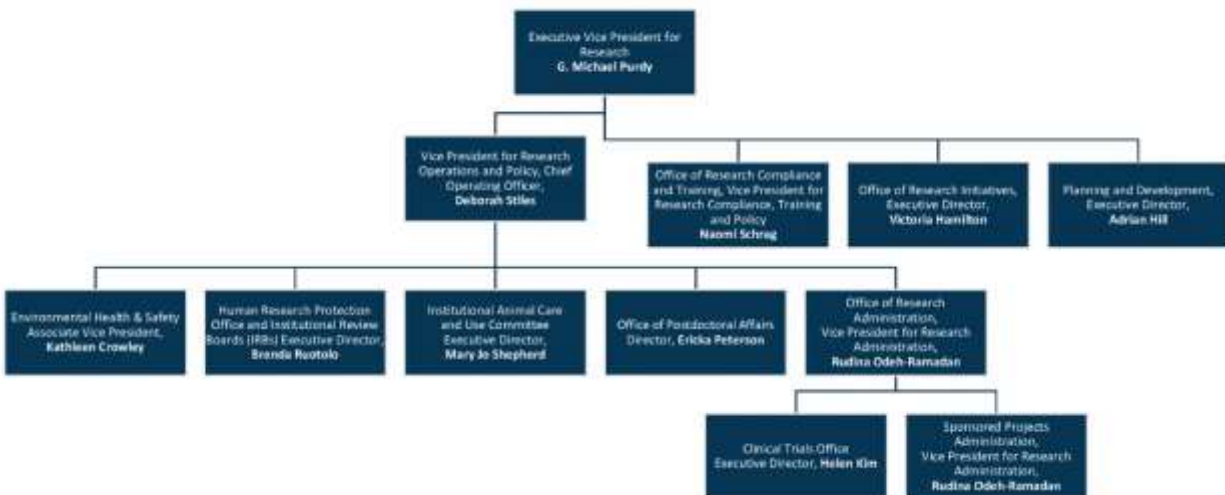 Executive Vice President for
Research
G. Michael Purdy
Vice President for Research
Operations and Policy, Chief
Operating Officer,
Deborah Stiles
Office of Research Compliance
and Training, Vice President for
Research Compliance, Training
and Policy
Naomi Schrag
Office of Research Initiatives,
Executive Director,
Victoria Hamilton
Planning and Development,
Executive Director,
Adrian Hill
Environmental Health & Safety
Associate Vice President,
Kathleen Crowley
Human Research Protection
Office and Institutional Review
Boards (IRBs) Executive Director,
Brenda Ruotolo
Institutional Animal Care
and Use Committee
Executive Director,
Mary Jo Shepherd
Office of Postdoctoral Affairs
Director, Ericka Peterson
Office of Research
Administration,
Vice President for Research
Administration,
Rudina Odeh-Ramadan
Clinical Trials Office
Executive Director, Helen Kim
Sponsored Projects
Administration,
Vice President for Research
Administration,
Rudina Odeh-Ramadan